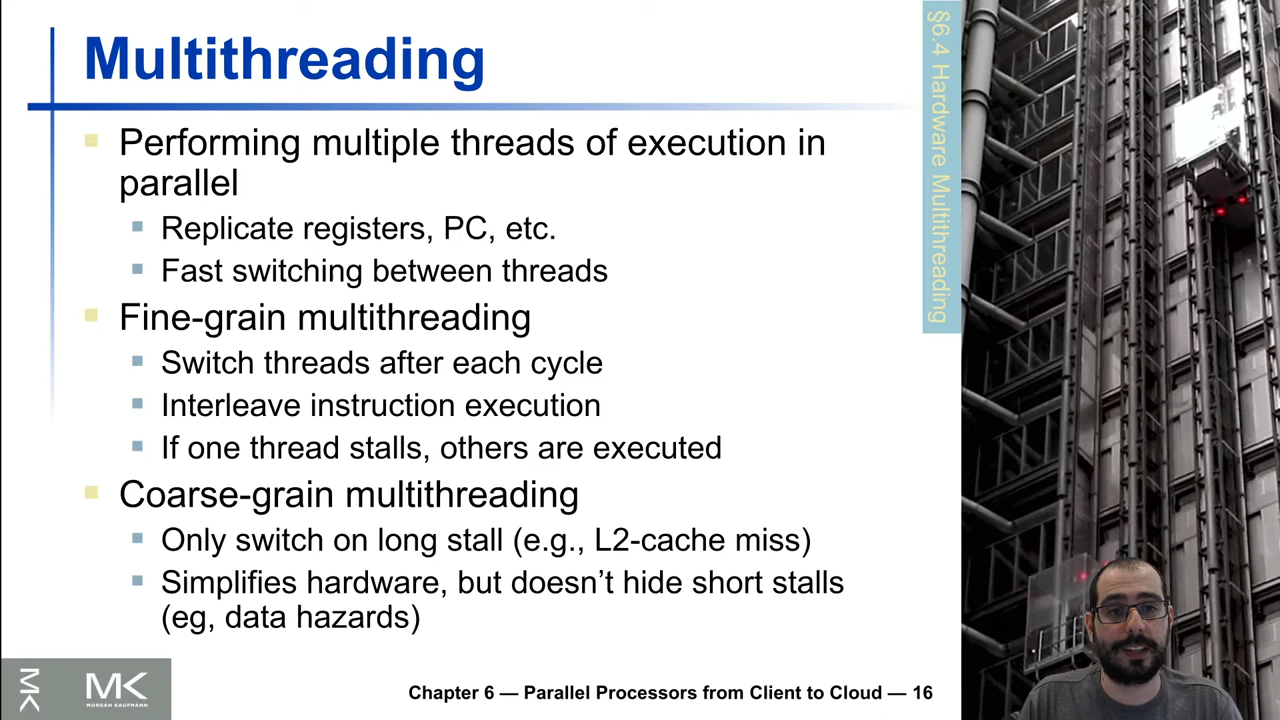 Multithreading
Performing multiple threads of execution in
parallel
Replicate registers, PC, etc.
Fast switching between threads
Fine-grain multithreading
Switch threads after each cycle
Interleave instruction execution
If one thread stalls, others are executed
Coarse-grain multithreading
Only switch on long stall (e.g., L2-cache miss)
Simplifies hardware, but doesn’t hide short stalls
(eg, data hazards)
§6.4 Hardware Multithreading
MK
MK
MORGAN KAUFMANN
Chapter 6 — Parallel Processors from Client to Cloud — 16